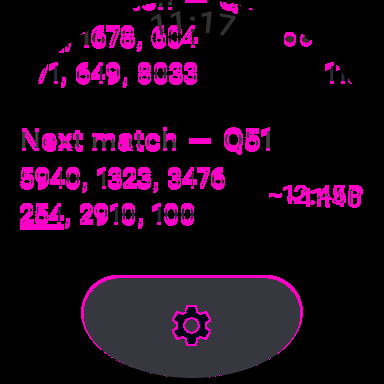 11:17
1678, 604
649, 8033
Next match — Q51
5940, 1323, 3476
254, 2910, 100